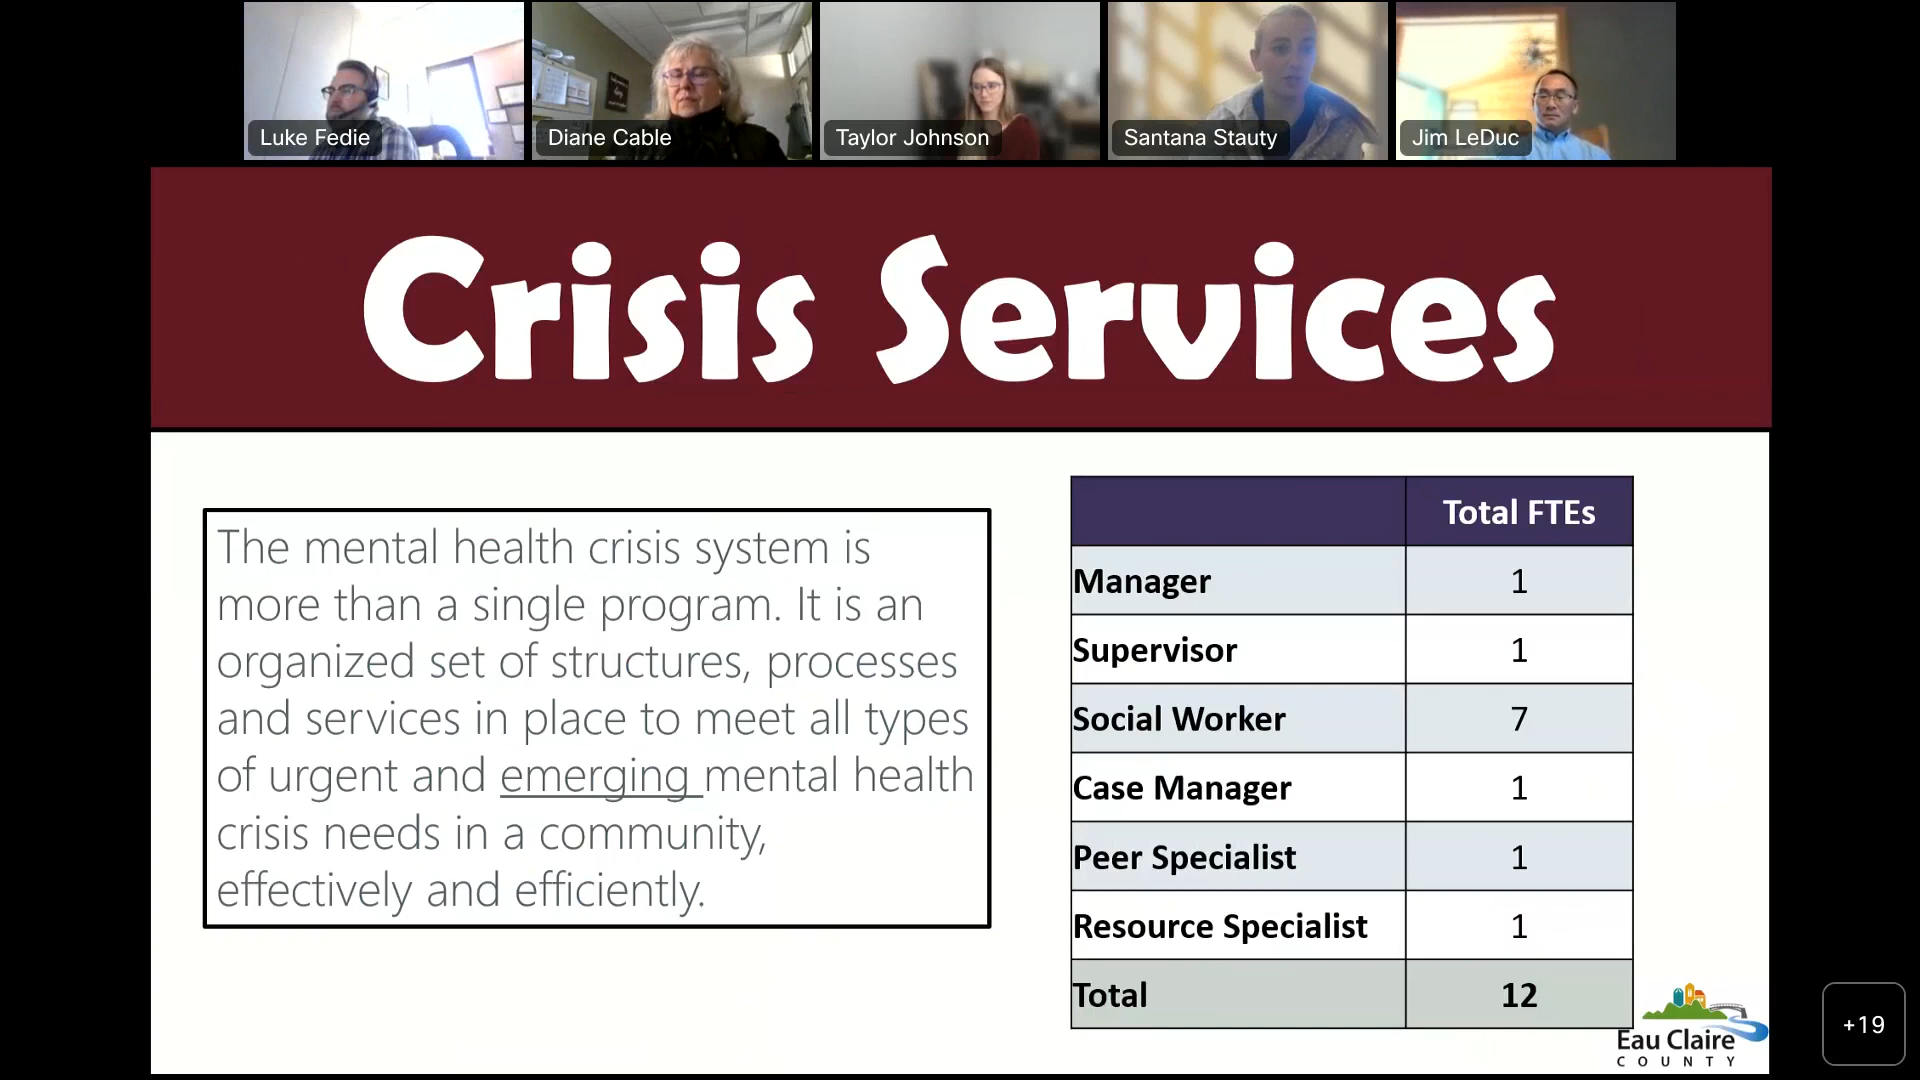 Luke Fedie
Diane Cable
Taylor Johnson
Santana Stauty
Jim LeDuc
Crisis Services
The mental health crisis system is
more than a single program. It is an
organized set of structures, processes
and services in place to meet all types
of urgent and emerging mental health
crisis needs in a community,
effectively and efficiently.
Total FTEs
Manager 1
Supervisor 1
Social Worker 7
Case Manager 1
Peer Specialist 1
Resource Specialist 1
Total 12
Eau Claire
COUNTY
+19